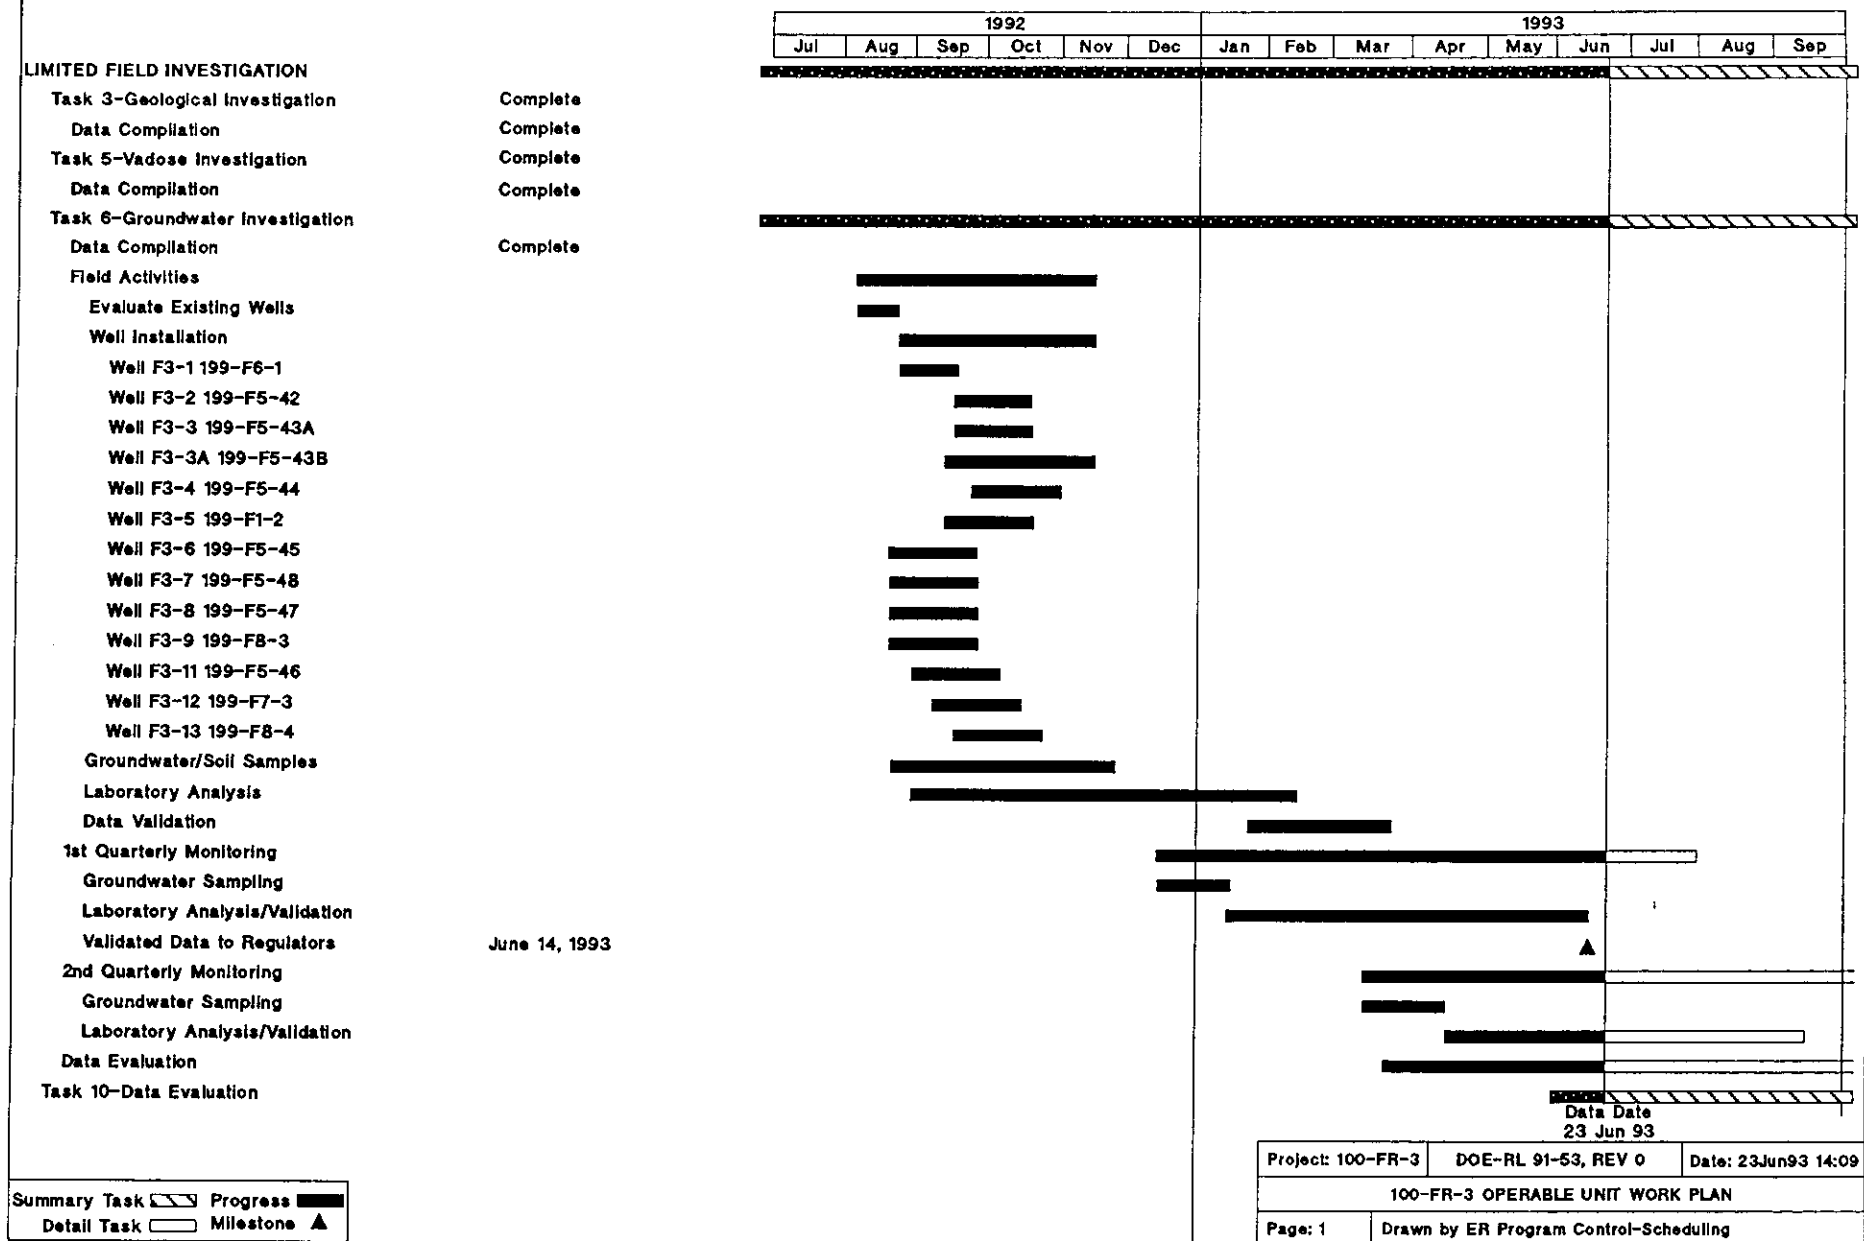 1992 1993
Jul Aug Sep Oct Nov Dec Jan Feb Mar Apr May Jun Jul Aug Sep
LIMITED FIELD INVESTIGATION
Task 3-Geological Investigation Complete
Data Compilation Complete
Task 5-Vadose Investigation Complete
Data Compilation Complete
Task 6-Groundwater Investigation
Data Compilation Complete
Field Activities
Evaluate Existing Wells
Well Installation
Well F3-1 199-F6-1
Well F3-2 199-F5-42
Well F3-3 199-F5-43A
Well F3-3A 199-F5-43B
Well F3-4 199-F5-44
Well F3-5 199-F1-2
Well F3-6 199-F5-45
Well F3-7 199-F5-48
Well F3-8 199-F5-47
Well F3-9 199-F8-3
Well F3-11 199-F5-46
Well F3-12 199-F7-3
Well F3-13 199-F8-4
Groundwater/Soil Samples
Laboratory Analysis
Data Validation
1st Quarterly Monitoring
Groundwater Sampling
Laboratory Analysis/Validation
Validated Data to Regulators June 14, 1993
2nd Quarterly Monitoring
Groundwater Sampling
Laboratory Analysis/Validation
Data Evaluation
Task 10-Data Evaluation
Data Date
23 Jun 93
Project: 100-FR-3 DOE-RL 91-53, REV 0 Date: 23Jun93 14:09
100-FR-3 OPERABLE UNIT WORK PLAN
Page: 1 Drawn by ER Program Control-Scheduling
Summary Task Progress
Detail Task Milestone